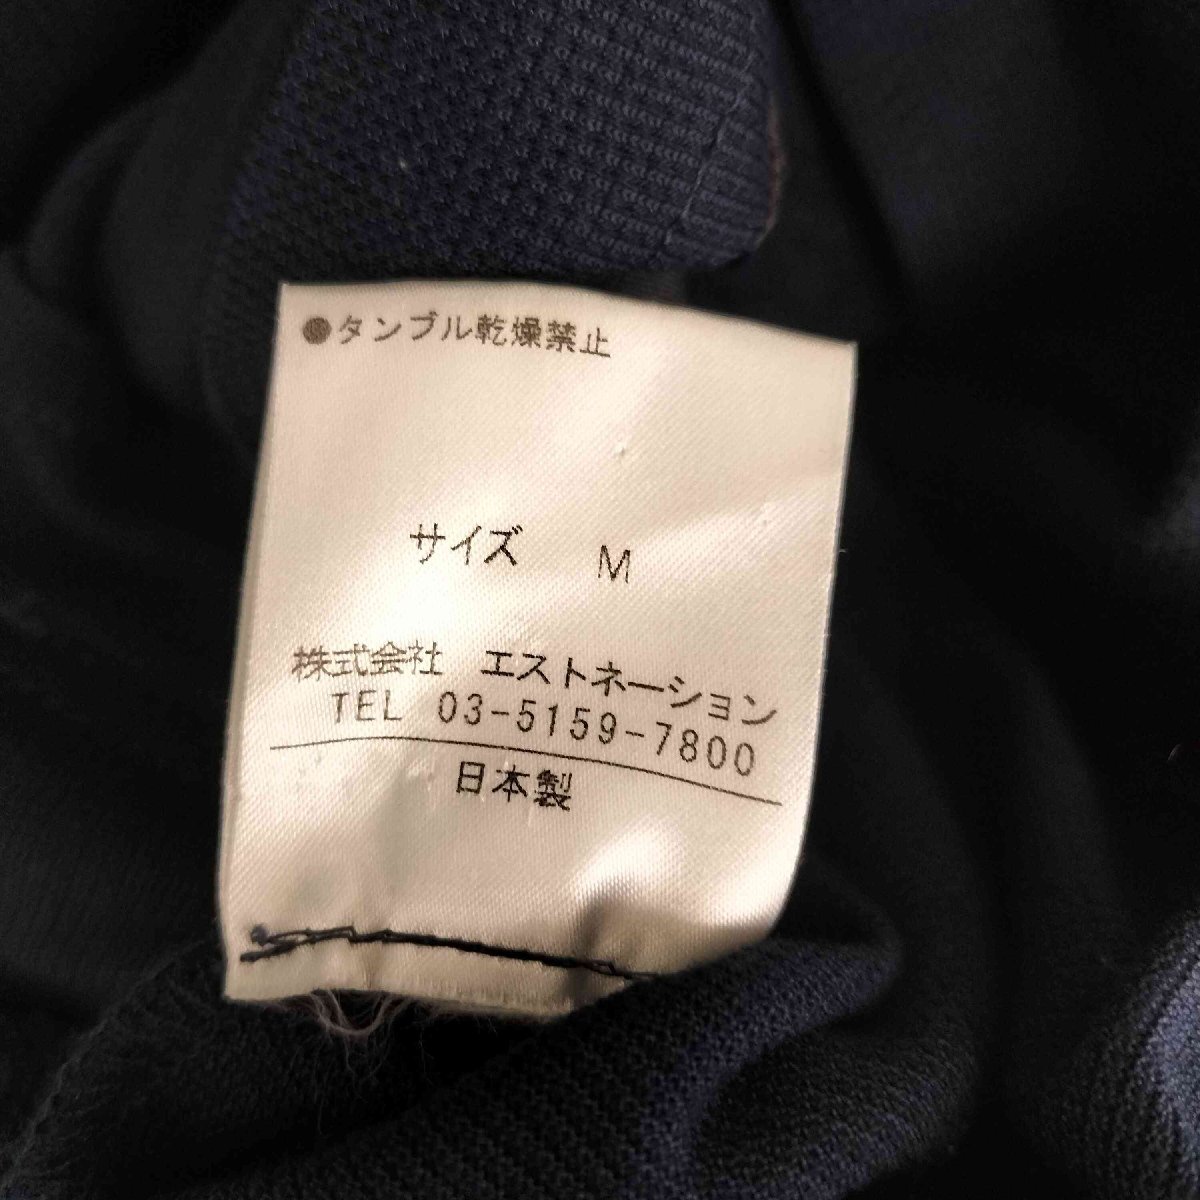 ●タンブル乾燥禁止
サイズ M
株式会社 エストネーション
TEL 03-5159-7800
日本製